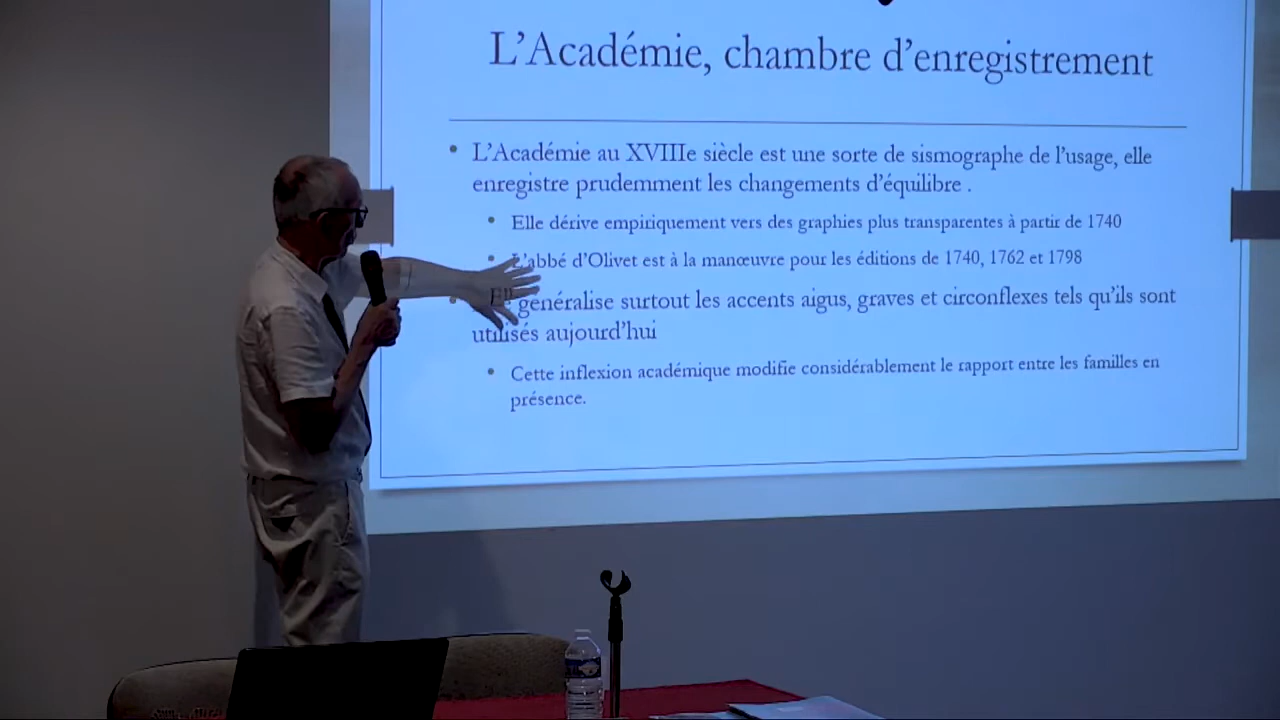 L'Académie, chambre d'enregistrement
• L'Académie au XVIIIe siècle est une sorte de sismographe de l'usage, elle
enregistre prudemment les changements d'équilibre .
• Elle dérive empiriquement vers des graphies plus transparentes à partir de 1740
• L'abbé d'Olivet est à la manœuvre pour les éditions de 1740, 1762 et 1798
• généralise surtout les accents aigus, graves et circonflexes tels qu'ils sont
utilisés aujourd'hui
• Cette inflexion académique modifie considérablement le rapport entre les familles en
présence.